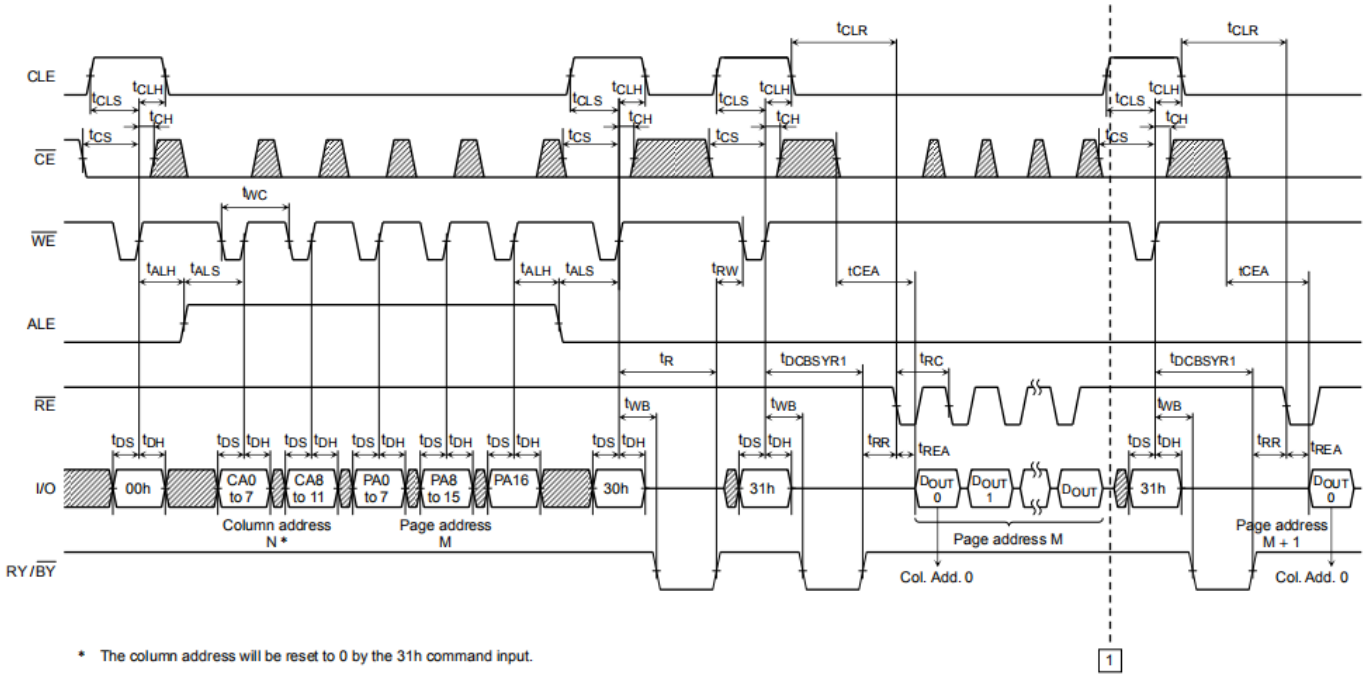 tCLR tCLR
CLE
tCLS tCLH tCLS tCLH tCLS tCLH tCLS tCLH
tCS tCH tCS tCH tCS tCH tCS tCH
CE
tWC
WE
tALH tALS tALH tALS tRW tCEA tCEA
ALE
tR tDCBSYR1 tRC tDCBSYR1
RE
tWB tWB tWB
tDS tDH tDS tDH tDS tDH tDS tDH tDS tDH tDS tDH tDS tDH tDS tDH tRR tREA tDS tDH tRR tREA
I/O 00h CA0 to 7 CA8 to 11 PA0 to 7 PA8 to 15 PA16 30h 31h DOUT 0 DOUT 1 DOUT 31h DOUT 0
Column address N * Page address M Page address M Page address M + 1
RY/BY
Col. Add. 0 Col. Add. 0
* The column address will be reset to 0 by the 31h command input.
1